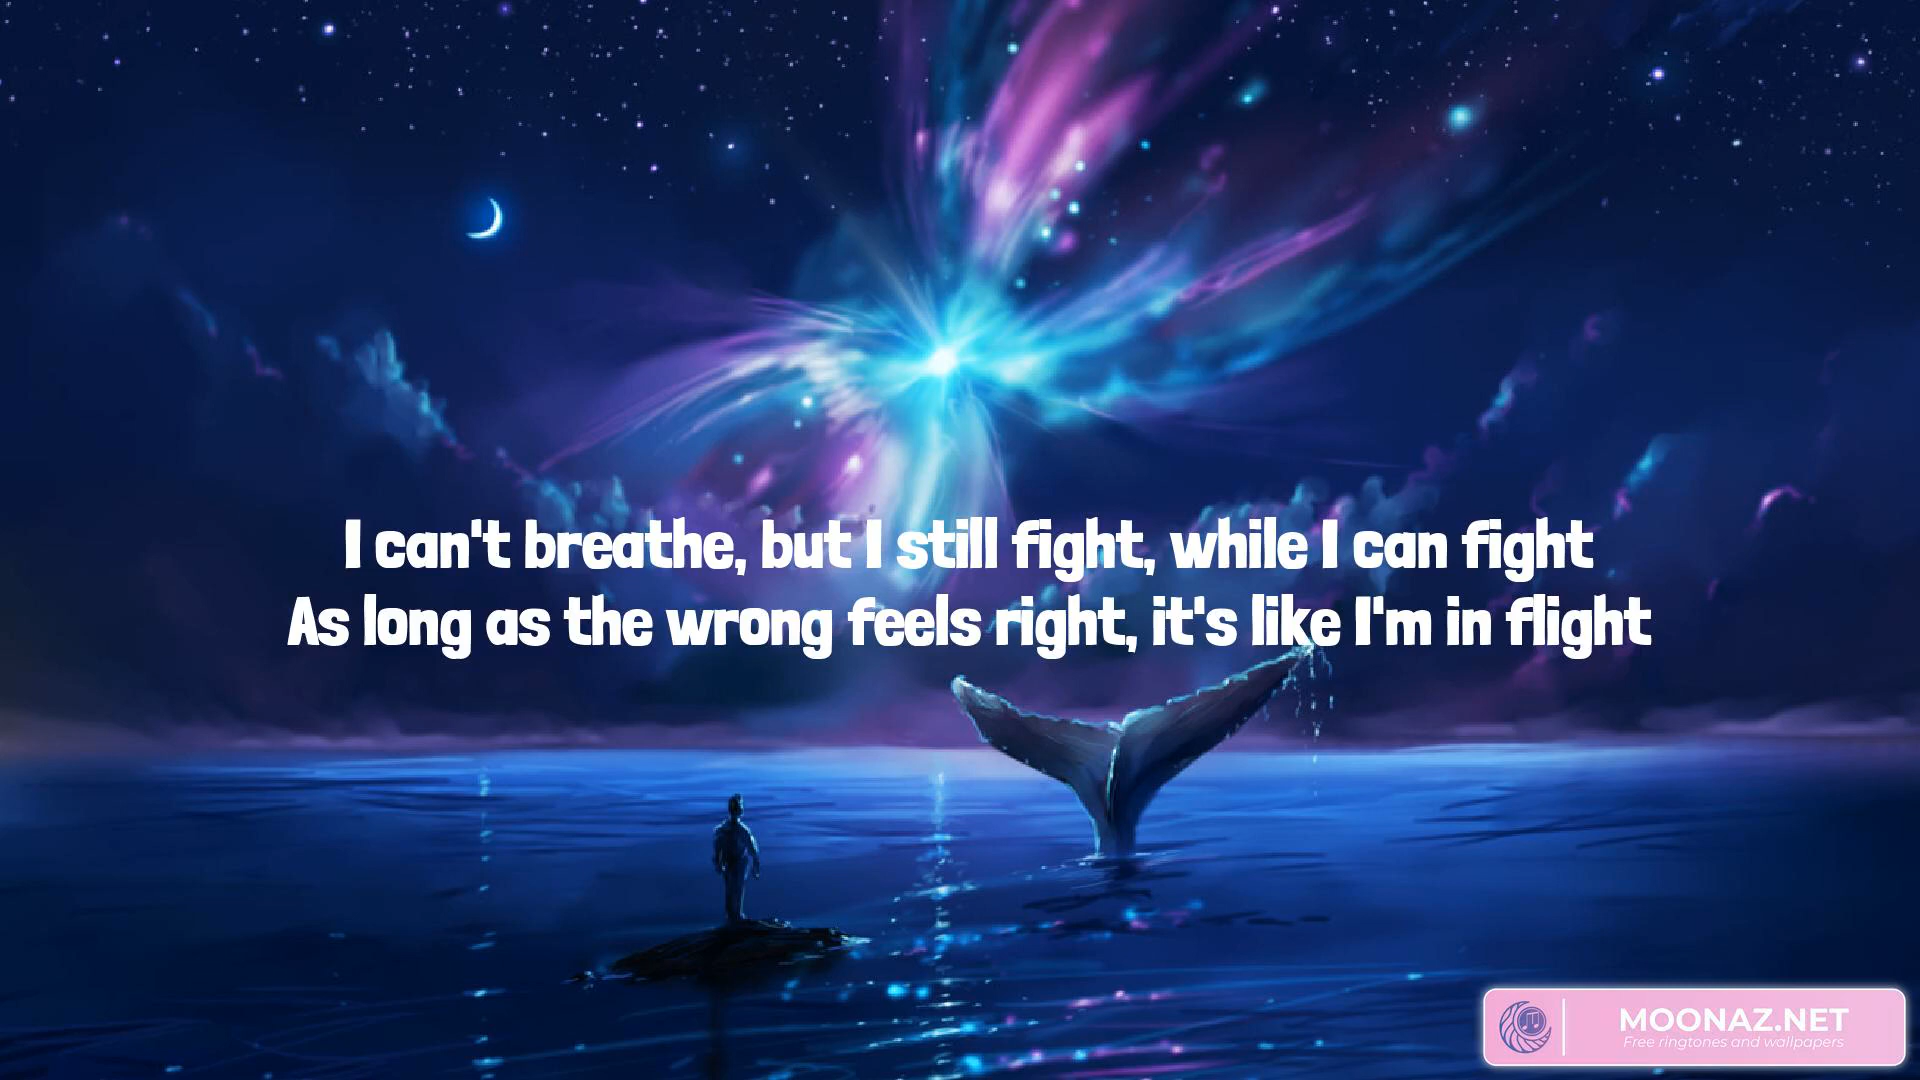 I can't breathe, but I still fight, while I can fight
As long as the wrong feels right, it's like I'm in flight
MOONAZ.NET
Free ringtones and wallpapers